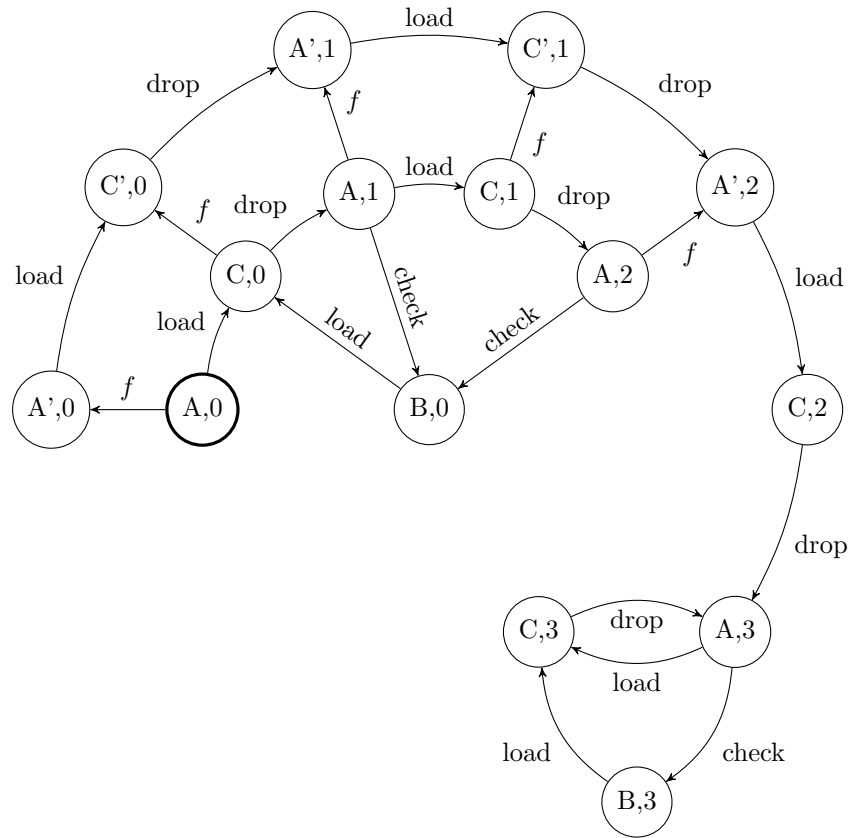 load
A',1
C',1
drop
drop
f
f
load
C',0
A,1
C,1
A',2
f
drop
drop
f
load
C,0
A,2
load
check
load
load
check
A',0
f
A,0
B,0
C,2
drop
C,3
drop
A,3
load
load
check
B,3